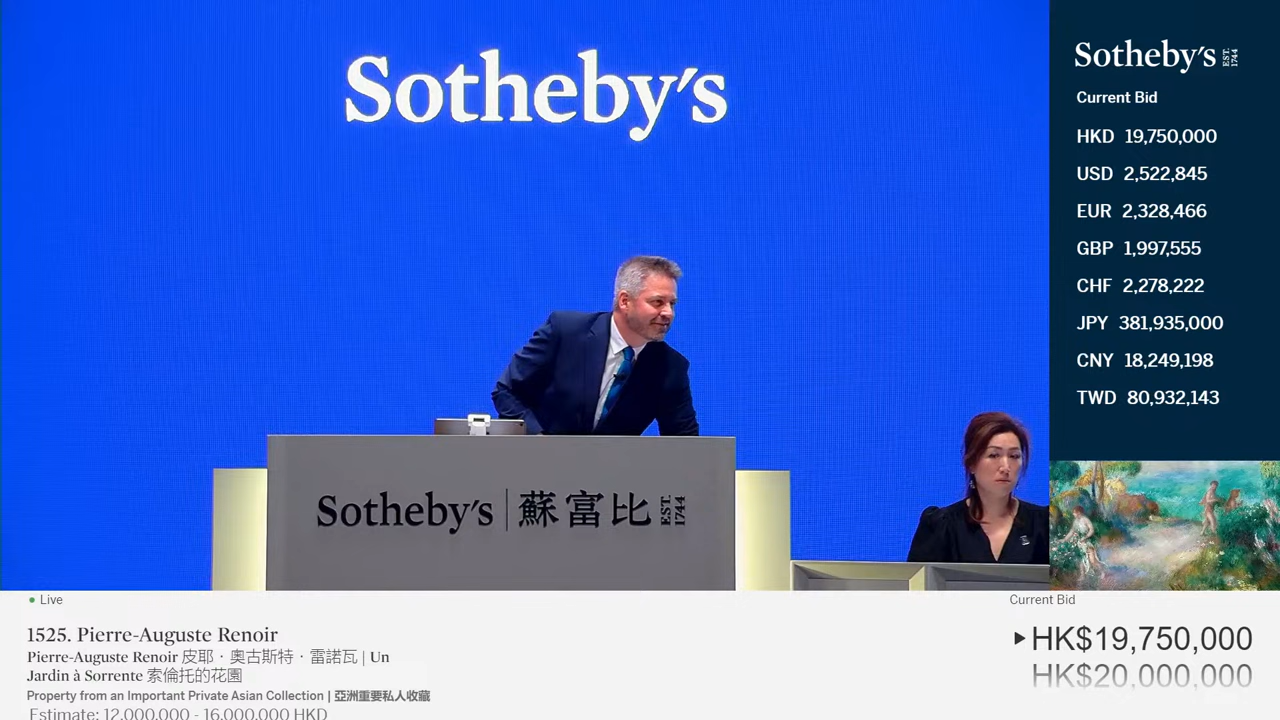 Sotheby's
Sotheby's EST. 1744
Current Bid
HKD 19,750,000
USD 2,522,845
EUR 2,328,466
GBP 1,997,555
CHF 2,278,222
JPY 381,935,000
CNY 18,249,198
TWD 80,932,143
Sotheby's | 蘇富比 EST. 1744
Live
1525. Pierre-Auguste Renoir
Pierre-Auguste Renoir 皮耶・奧古斯特・雷諾瓦 | Un
Jardin à Sorrente 索倫托的花園
Property from an Important Private Asian Collection | 亞洲重要私人收藏
Estimate: 12,000,000 - 16,000,000 HKD
Current Bid
HK$19,750,000
HK$20,000,000